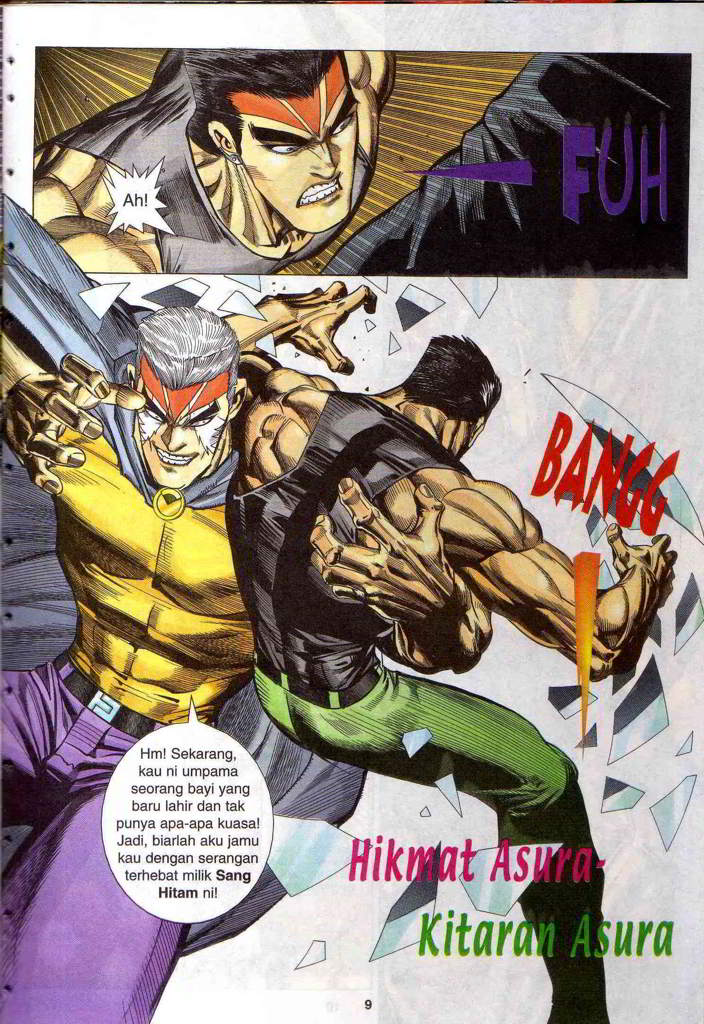 FUH
Ah!
BANGG
Hm! Sekarang,
kau ni umpama
seorang bayi yang
baru lahir dan tak
punya apa-apa kuasa!
Jadi, biarlah aku jamu
kau dengan serangan
terhebat milik Sang
Hitam ni!
Hikmat Asura-
Kitaran Asura
9